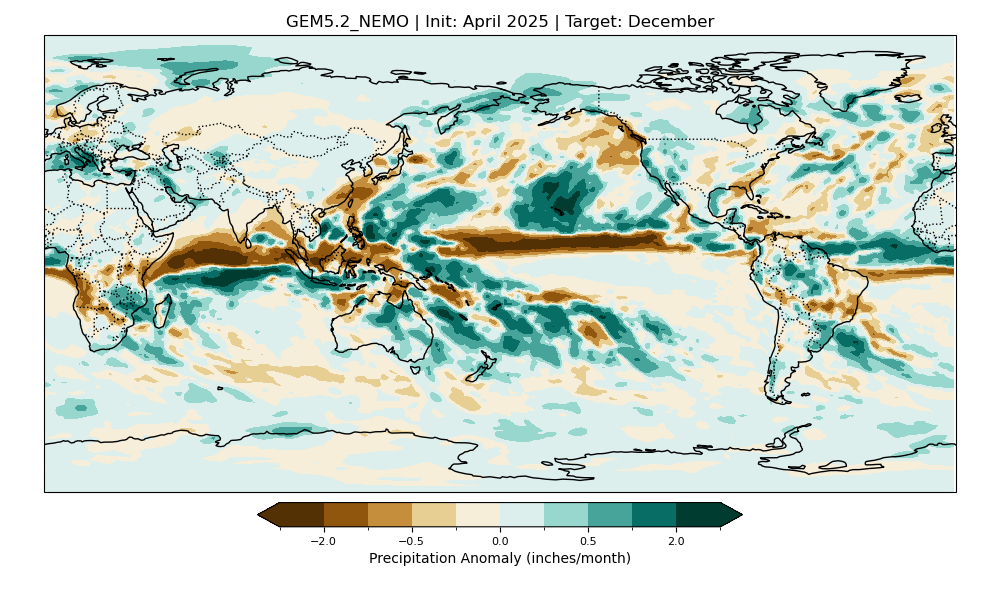 GEM5.2_NEMO | Init: April 2025 | Target: December
−2.0 −0.5 0.0 0.5 2.0
Precipitation Anomaly (inches/month)